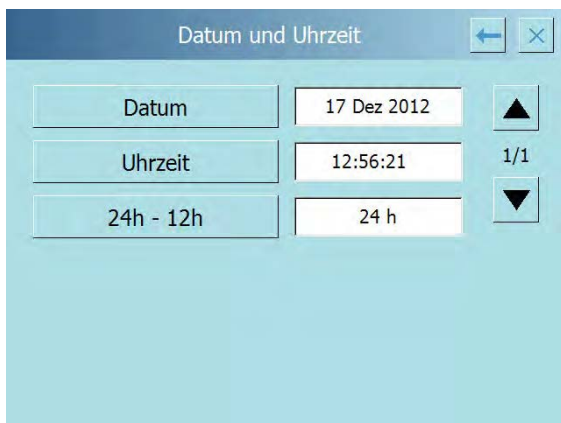 Datum und Uhrzeit
Datum 17 Dez 2012
Uhrzeit 12:56:21 1/1
24h - 12h 24 h